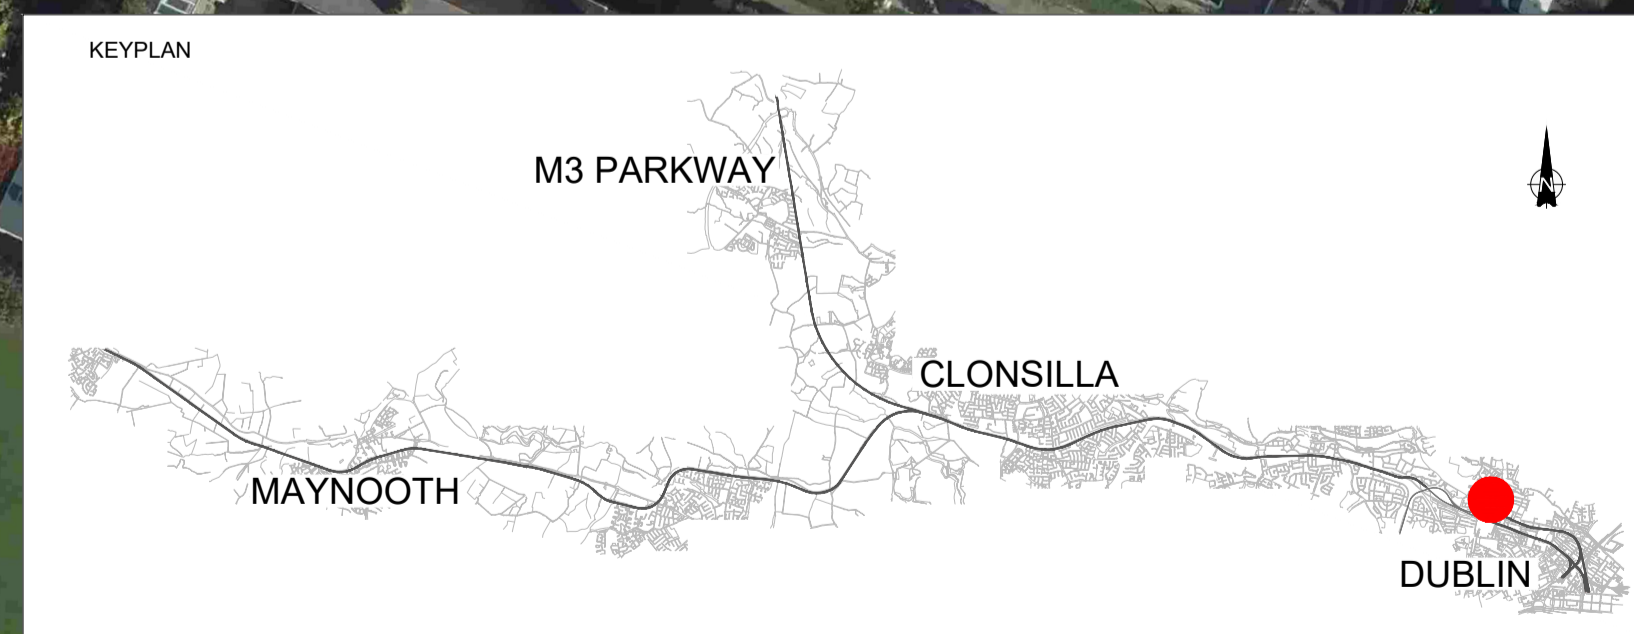 KEYPLAN
M3 PARKWAY
N
CLONSILLA
MAYNOOTH
DUBLIN